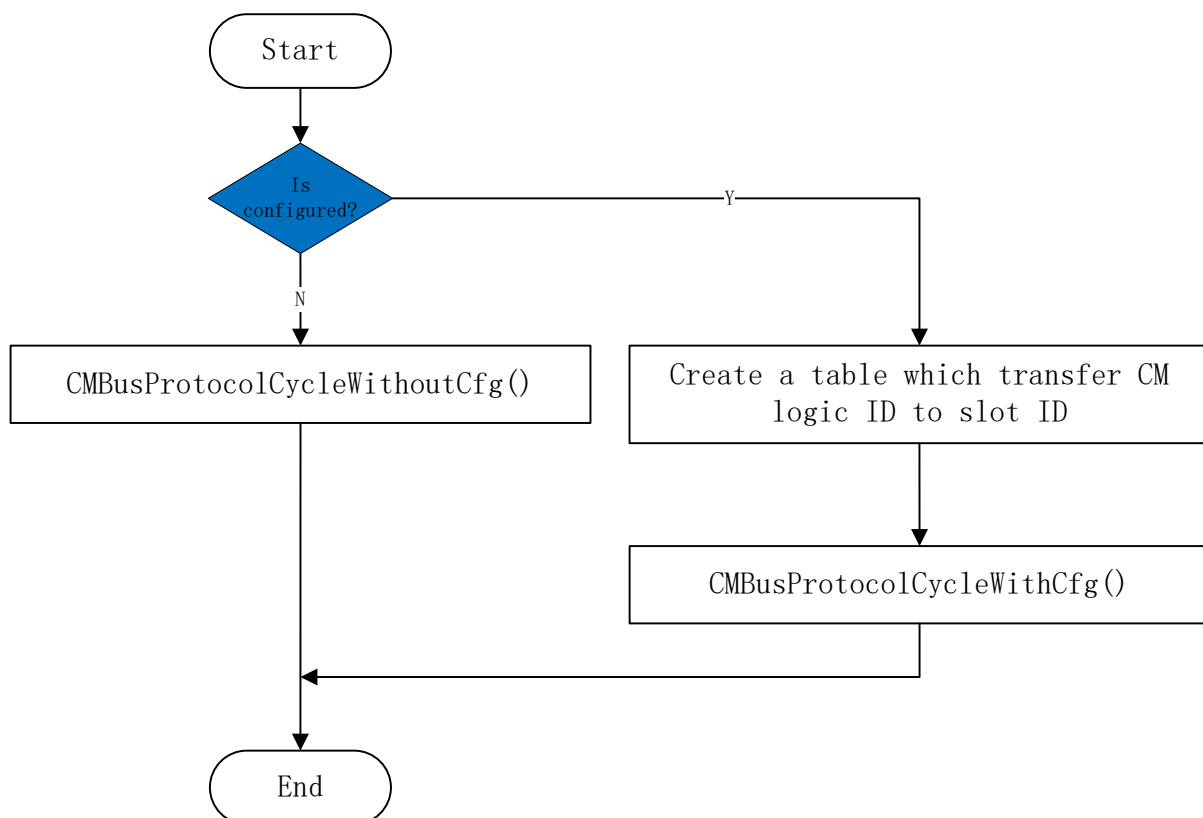 Start
Is
configured?
Y
N
CMBusProtocolCycleWithoutCfg()
Create a table which transfer CM
logic ID to slot ID
CMBusProtocolCycleWithCfg()
End